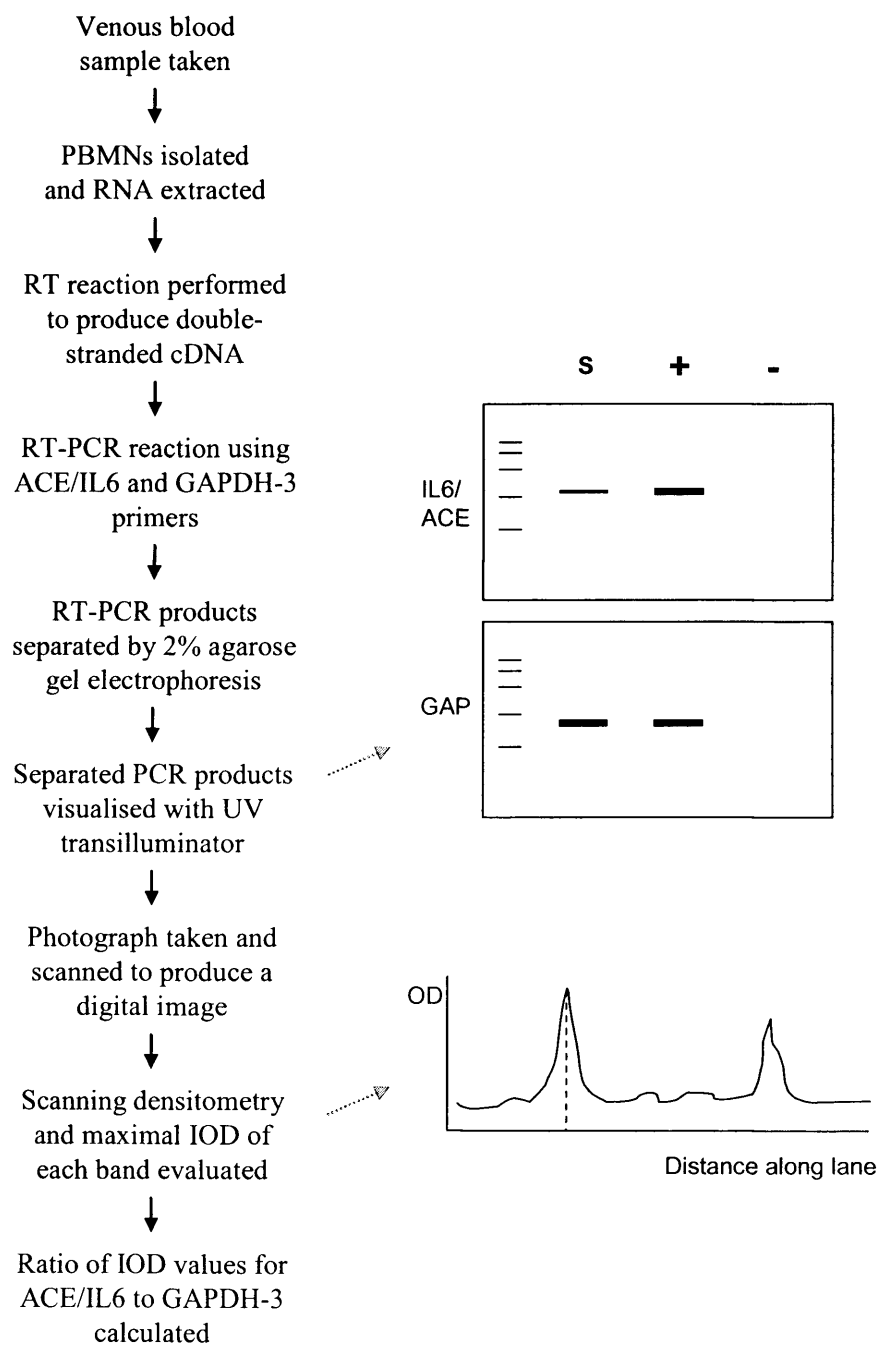 Venous blood
sample taken
PBMNs isolated
and RNA extracted
RT reaction performed
to produce double-
stranded cDNA
RT-PCR reaction using
ACE/IL6 and GAPDH-3
primers
RT-PCR products
separated by 2% agarose
gel electrophoresis
Separated PCR products
visualised with UV
transilluminator
Photograph taken and
scanned to produce a
digital image
Scanning densitometry
and maximal IOD of
each band evaluated
Ratio of IOD values for
ACE/IL6 to GAPDH-3
calculated
S + -
IL6/
ACE
GAP
OD
Distance along lane